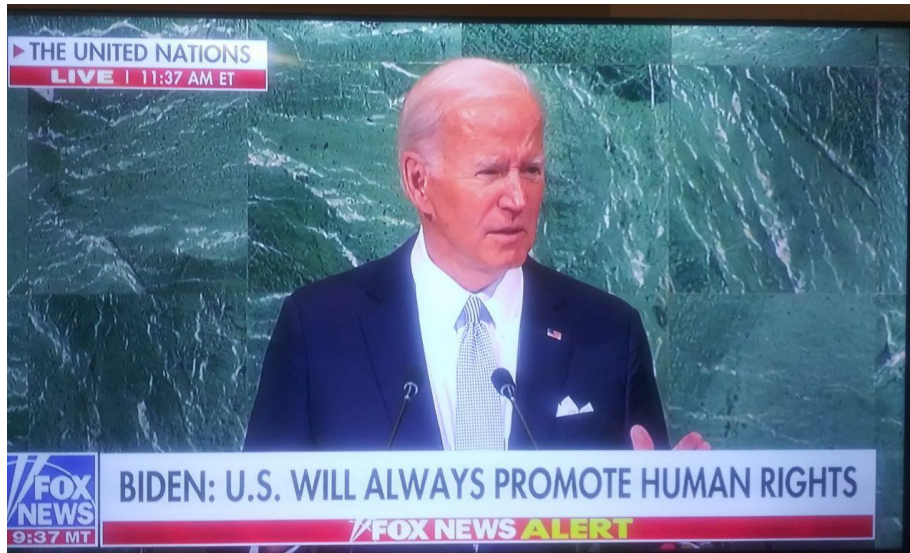 THE UNITED NATIONS
LIVE | 11:37 AM ET
FOX
NEWS
9:37 MT
BIDEN: U.S. WILL ALWAYS PROMOTE HUMAN RIGHTS
FOX NEWS ALERT